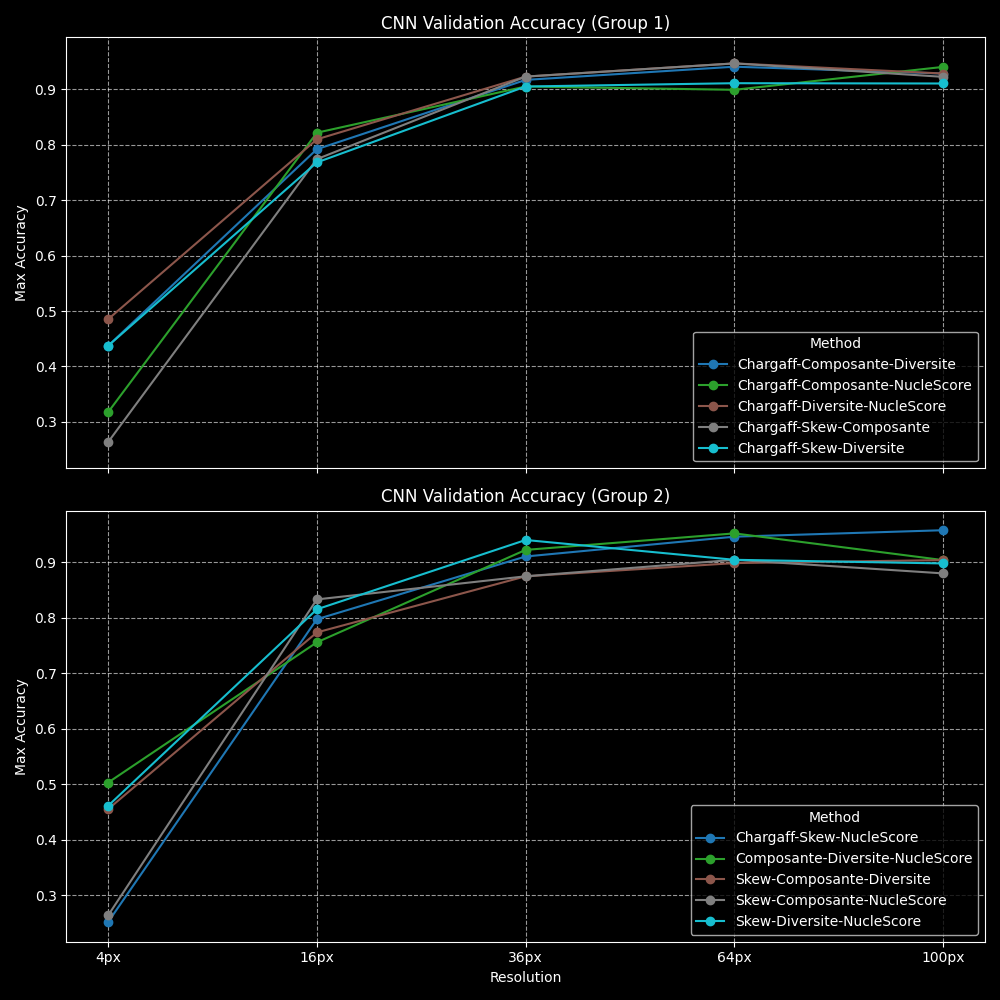 CNN Validation Accuracy (Group 1)
0.9
0.8
0.7
0.6
0.5
0.4
0.3
Max Accuracy
Method
Chargaff-Composante-Diversite
Chargaff-Composante-NucleScore
Chargaff-Diversite-NucleScore
Chargaff-Skew-Composante
Chargaff-Skew-Diversite
CNN Validation Accuracy (Group 2)
0.9
0.8
0.7
0.6
0.5
0.4
0.3
Max Accuracy
Method
Chargaff-Skew-NucleScore
Composante-Diversite-NucleScore
Skew-Composante-Diversite
Skew-Composante-NucleScore
Skew-Diversite-NucleScore
4px 16px 36px 64px 100px
Resolution